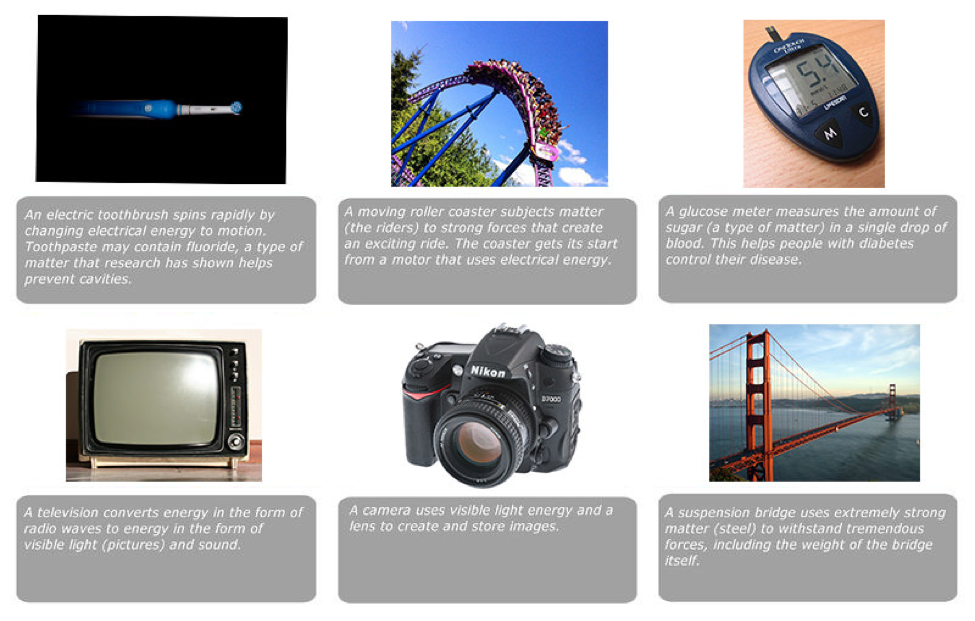 ONETOUCH
Ultra
5.4
LIFESCAN
M
C
An electric toothbrush spins rapidly by
changing electrical energy to motion.
Toothpaste may contain fluoride, a type of
matter that research has shown helps
prevent cavities.
A moving roller coaster subjects matter
(the riders) to strong forces that create
an exciting ride. The coaster gets its start
from a motor that uses electrical energy.
A glucose meter measures the amount of
sugar (a type of matter) in a single drop of
blood. This helps people with diabetes
control their disease.
Nikon
D7000
A television converts energy in the form of
radio waves to energy in the form of
visible light (pictures) and sound.
A camera uses visible light energy and a
lens to create and store images.
A suspension bridge uses extremely strong
matter (steel) to withstand tremendous
forces, including the weight of the bridge
itself.